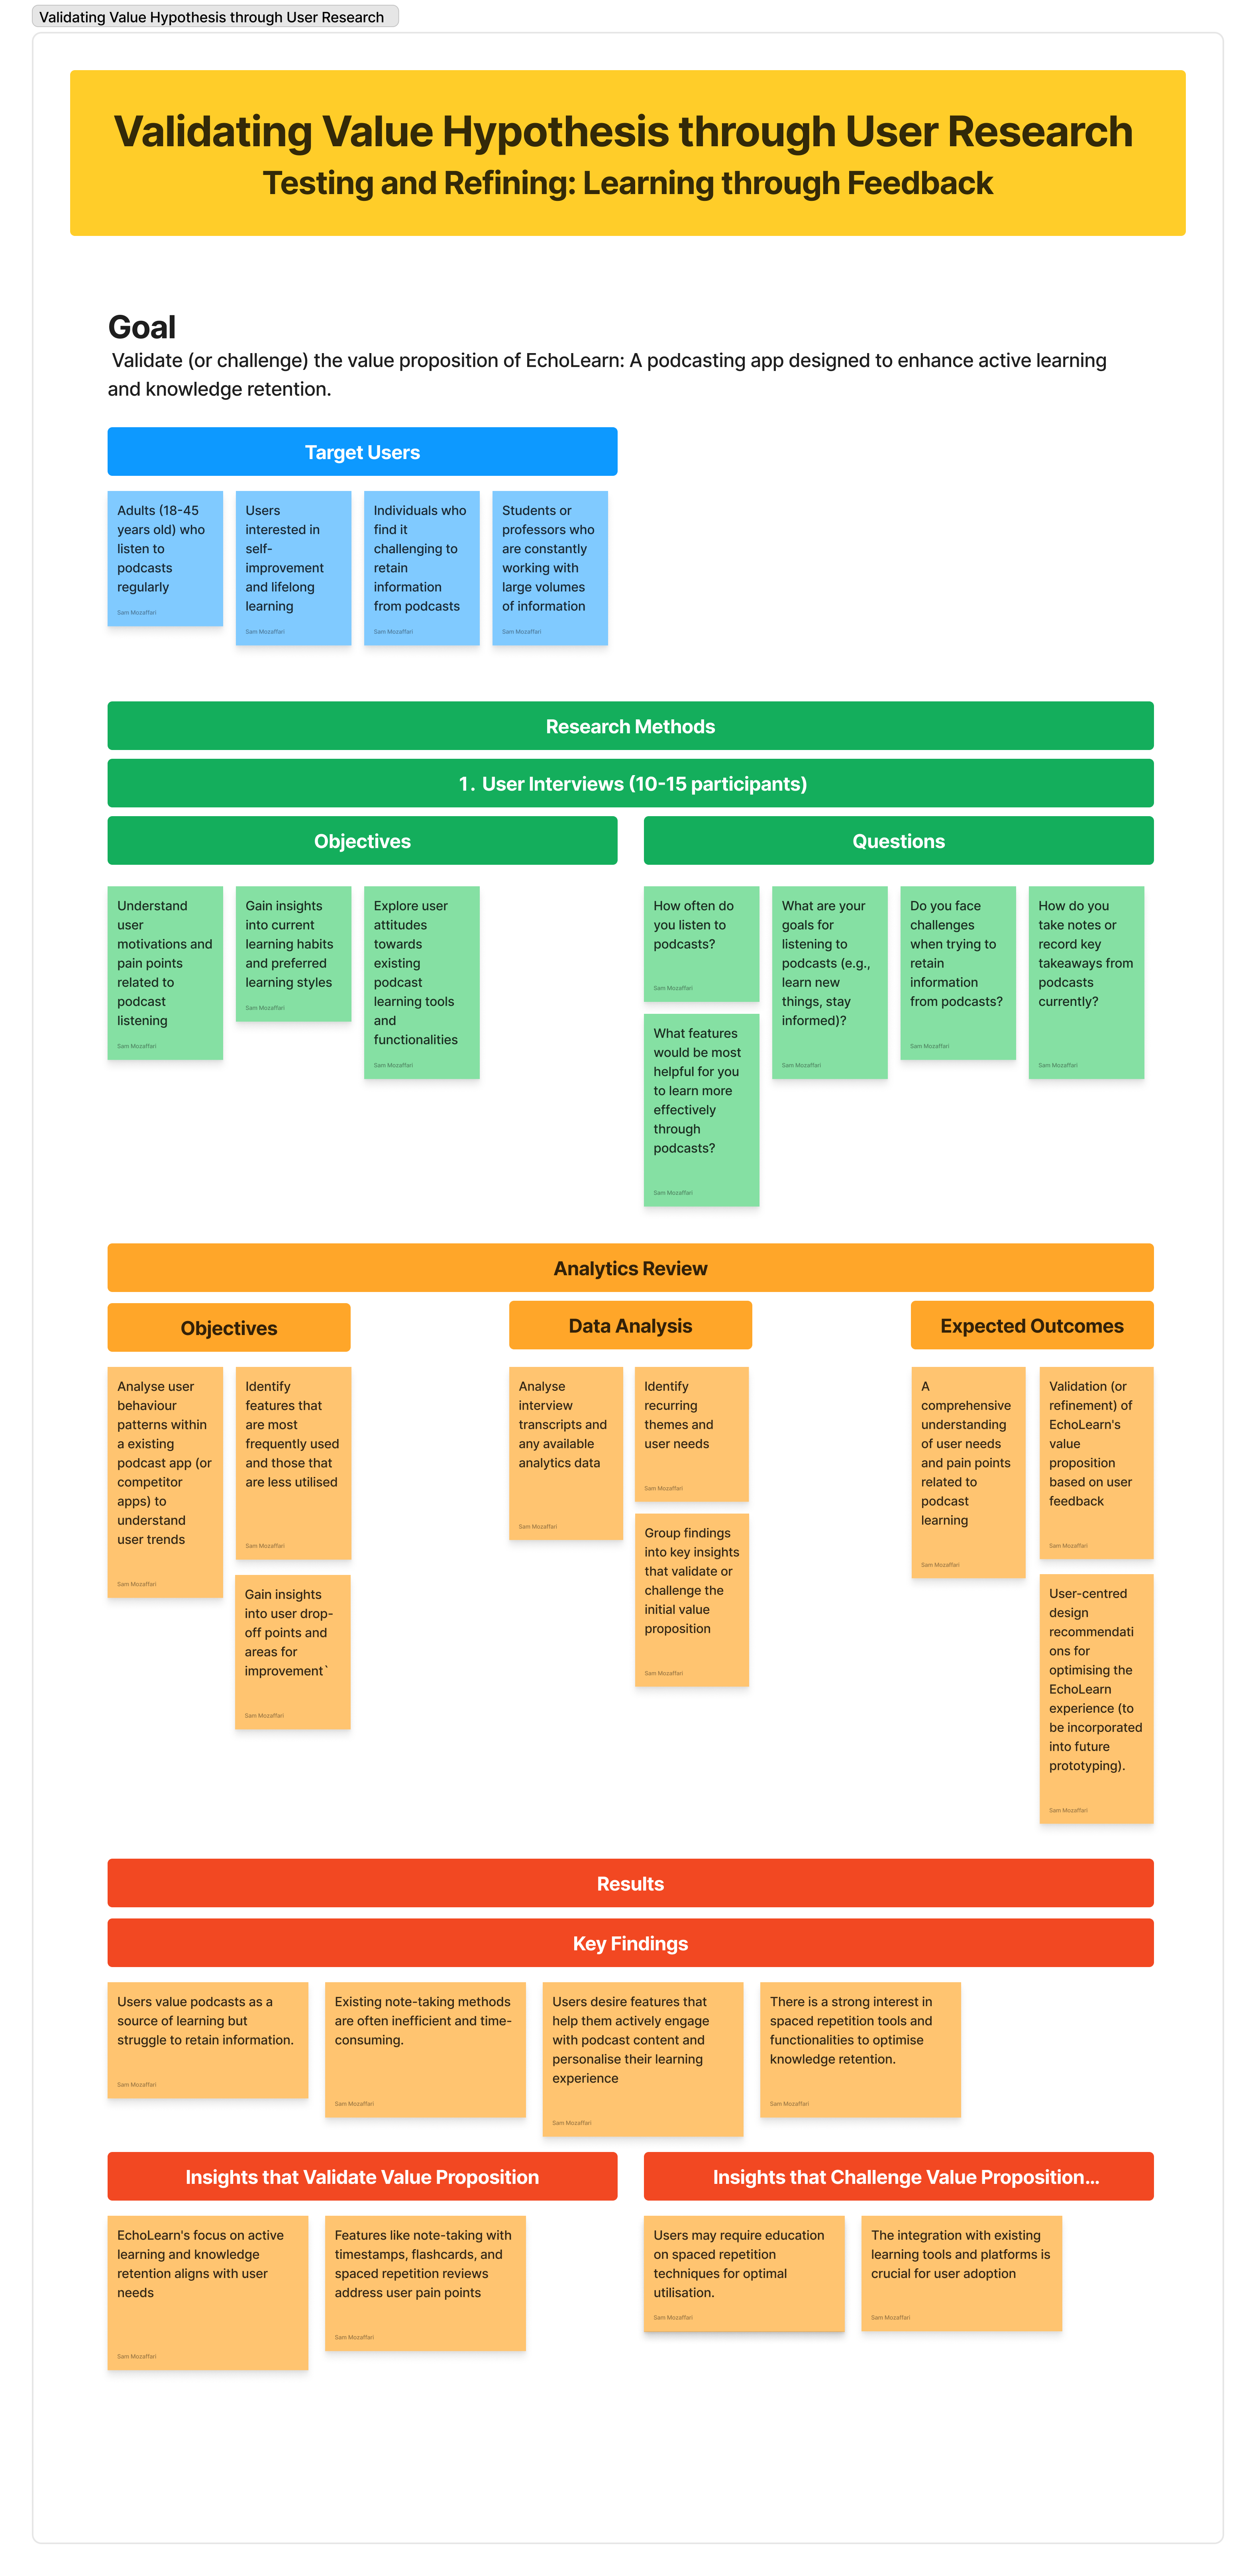 Validating Value Hypothesis through User Research
Validating Value Hypothesis through User Research
Testing and Refining: Learning through Feedback
Goal
Validate (or challenge) the value proposition of EchoLearn: A podcasting app designed to enhance active learning
and knowledge retention.
Target Users
Adults (18-45
years old) who
listen to
podcasts
regularly
Sam Mozaffari
Users
interested in
self-
improvement
and lifelong
learning
Sam Mozaffari
Individuals who
find it
challenging to
retain
information
from podcasts
Sam Mozaffari
Students or
professors who
are constantly
working with
large volumes
of information
Sam Mozaffari
Research Methods
1. User Interviews (10-15 participants)
Objectives
Understand
user
motivations and
pain points
related to
podcast
listening
Sam Mozaffari
Gain insights
into current
learning habits
and preferred
learning styles
Sam Mozaffari
Explore user
attitudes
towards
existing
podcast
learning tools
and
functionalities
Sam Mozaffari
Questions
How often do
you listen to
podcasts?
Sam Mozaffari
What are your
goals for
listening to
podcasts (e.g.,
learn new
things, stay
informed)?
Sam Mozaffari
Do you face
challenges
when trying to
retain
information
from podcasts?
Sam Mozaffari
How do you
take notes or
record key
takeaways from
podcasts
currently?
Sam Mozaffari
What features
would be most
helpful for you
to learn more
effectively
through
podcasts?
Sam Mozaffari
Analytics Review
Objectives
Analyse user
behaviour
patterns within
a existing
podcast app (or
competitor
apps) to
understand
user trends
Sam Mozaffari
Identify
features that
are most
frequently used
and those that
are less utilised
Sam Mozaffari
Gain insights
into user drop-
off points and
areas for
improvement`
Sam Mozaffari
Data Analysis
Analyse
interview
transcripts and
any available
analytics data
Sam Mozaffari
Identify
recurring
themes and
user needs
Sam Mozaffari
Group findings
into key insights
that validate or
challenge the
initial value
proposition
Sam Mozaffari
Expected Outcomes
A
comprehensive
understanding
of user needs
and pain points
related to
podcast
learning
Sam Mozaffari
Validation (or
refinement) of
EchoLearn's
value
proposition
based on user
feedback
Sam Mozaffari
User-centred
design
recommendati
ons for
optimising the
EchoLearn
experience (to
be incorporated
into future
prototyping).
Sam Mozaffari
Results
Key Findings
Users value podcasts as a
source of learning but
struggle to retain information.
Sam Mozaffari
Existing note-taking methods
are often inefficient and time-
consuming.
Sam Mozaffari
Users desire features that
help them actively engage
with podcast content and
personalise their learning
experience
Sam Mozaffari
There is a strong interest in
spaced repetition tools and
functionalities to optimise
knowledge retention.
Sam Mozaffari
Insights that Validate Value Proposition
EchoLearn's focus on active
learning and knowledge
retention aligns with user
needs
Sam Mozaffari
Features like note-taking with
timestamps, flashcards, and
spaced repetition reviews
address user pain points
Sam Mozaffari
Insights that Challenge Value Proposition...
Users may require education
on spaced repetition
techniques for optimal
utilisation.
Sam Mozaffari
The integration with existing
learning tools and platforms is
crucial for user adoption
Sam Mozaffari